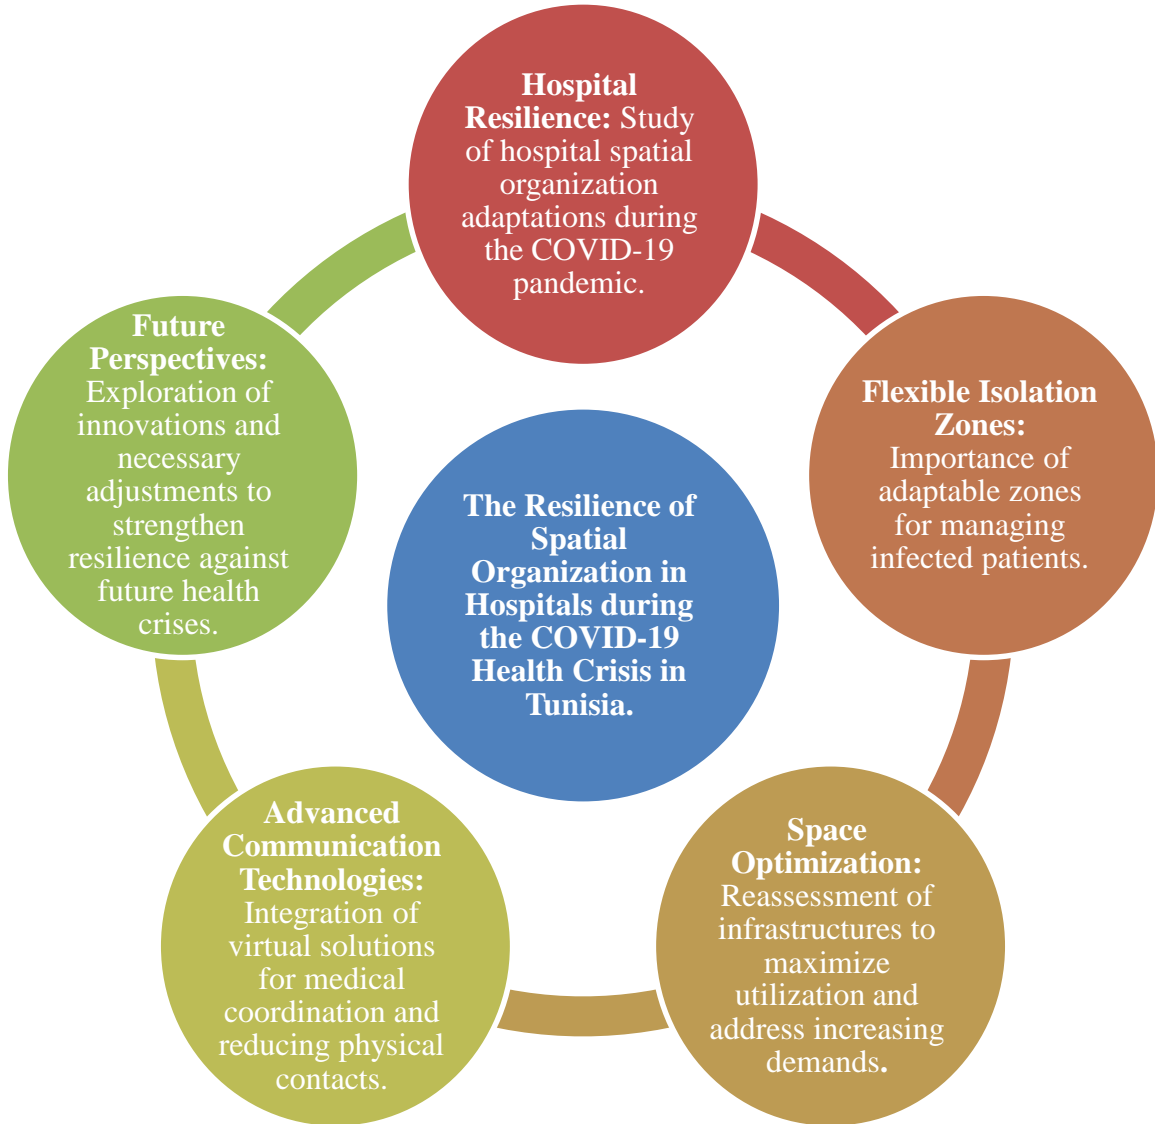 Hospital
Resilience: Study
of hospital spatial
organization
adaptations during
the COVID-19
pandemic.
Flexible Isolation
Zones:
Importance of
adaptable zones
for managing
infected patients.
Space
Optimization:
Reassessment of
infrastructures to
maximize
utilization and
address increasing
demands.
Advanced
Communication
Technologies:
Integration of
virtual solutions
for medical
coordination and
reducing physical
contacts.
Future
Perspectives:
Exploration of
innovations and
necessary
adjustments to
strengthen
resilience against
future health
crises.
The Resilience of
Spatial
Organization in
Hospitals during
the COVID-19
Health Crisis in
Tunisia.